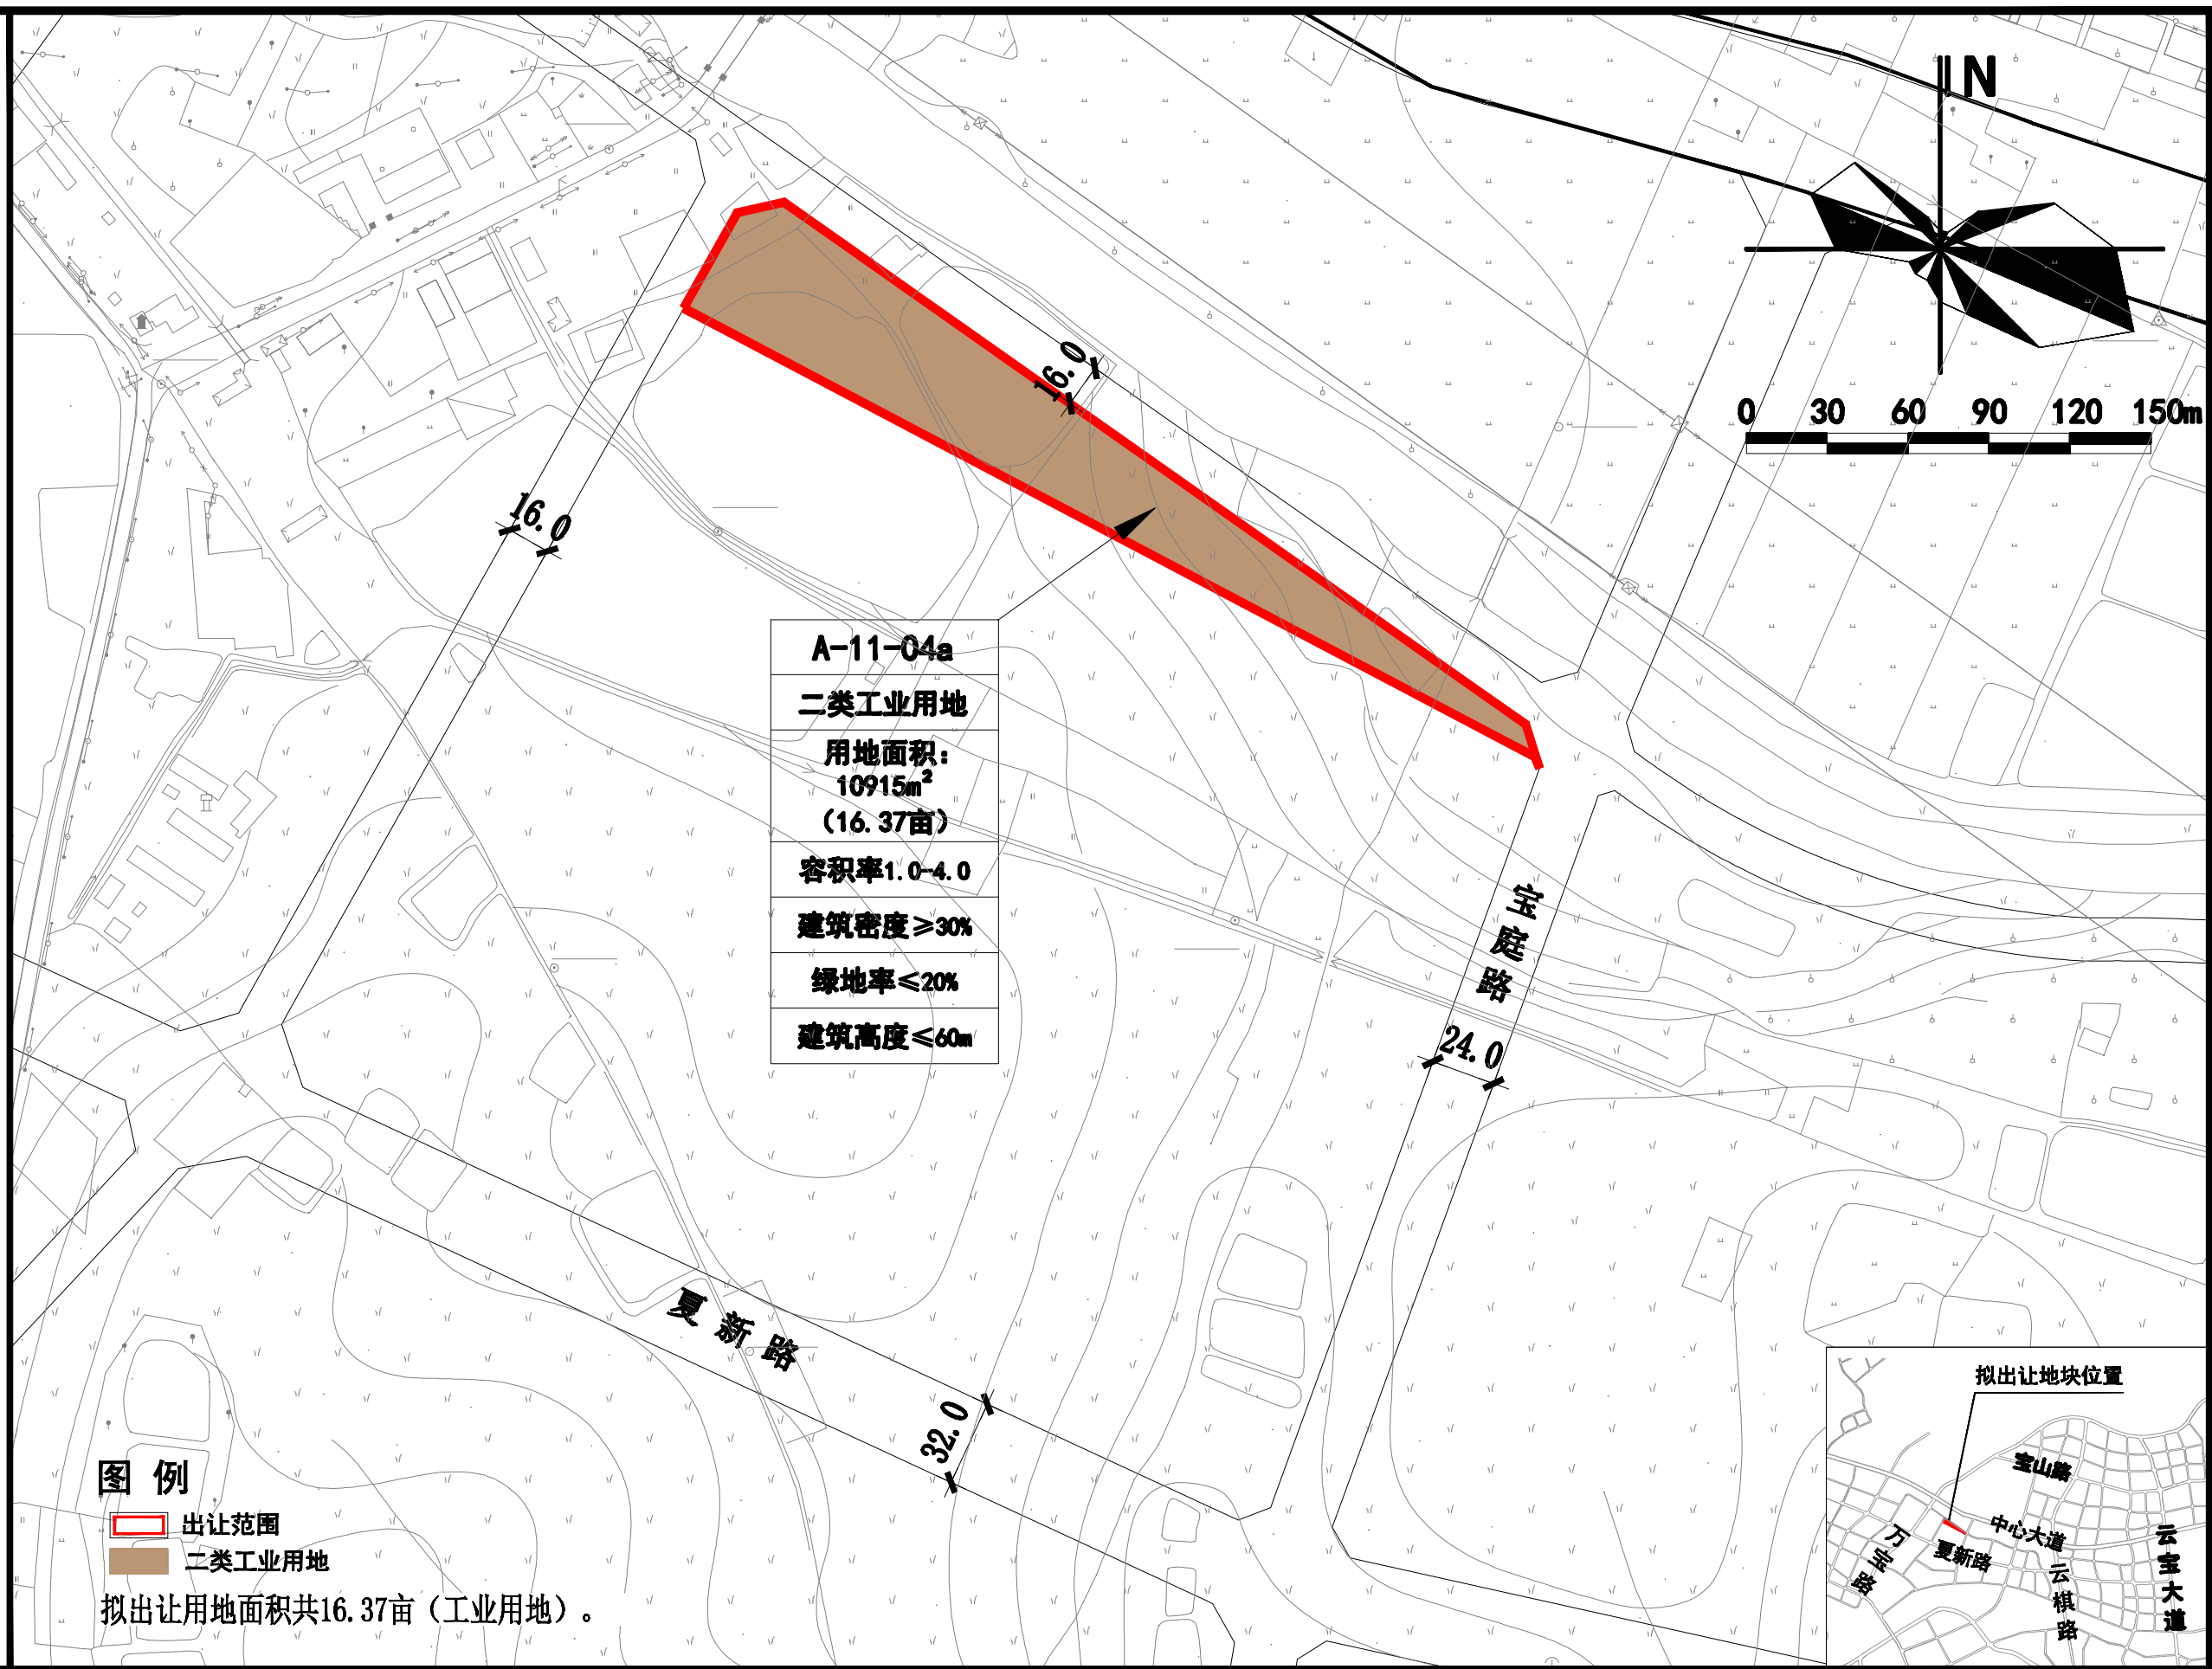 N
0 30 60 90 120 150m
16.0
16.0
A-11-04a
二类工业用地
用地面积:
10915m²
(16.37亩)
容积率1.0-4.0
建筑密度≥30%
绿地率≤20%
建筑高度≤60m
宝庭路
24.0
夏新路
32.0
图 例
出让范围
二类工业用地
拟出让用地面积共16.37亩（工业用地）。
拟出让地块位置
宝山路
中心大道
夏新路
万宝路
云棋路
云宝大道